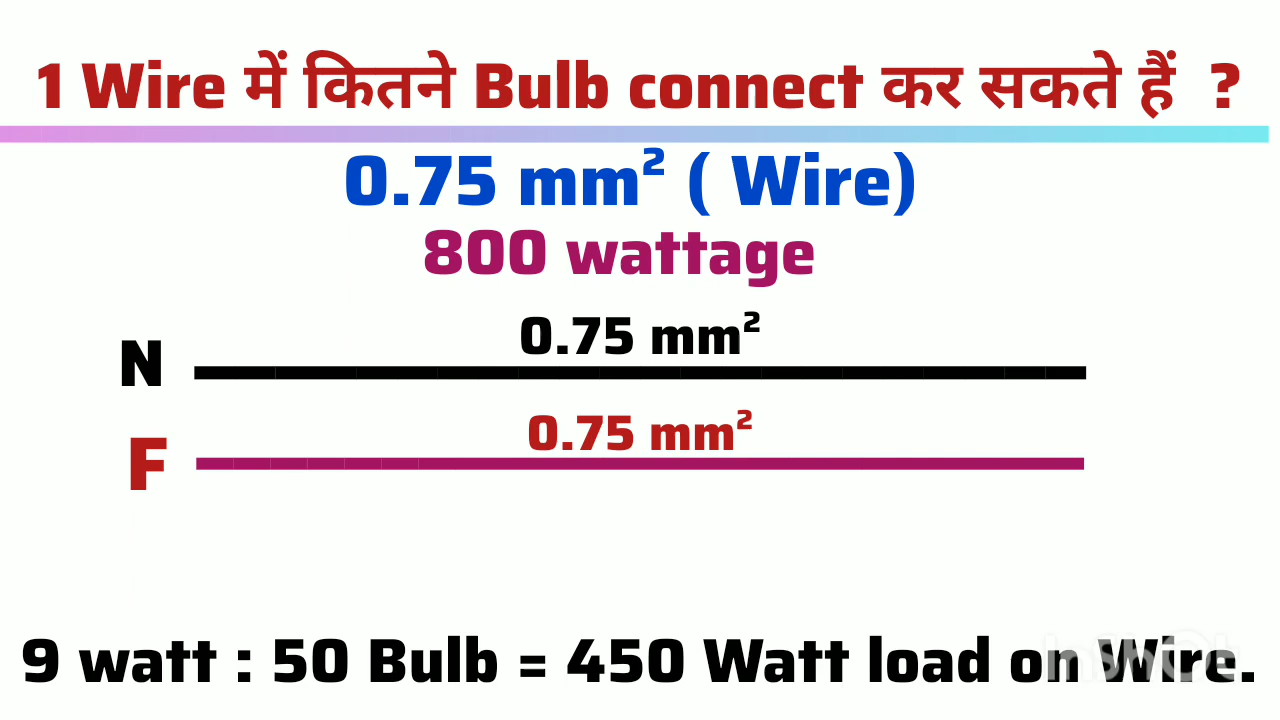 1 Wire में कितने Bulb connect कर सकते हैं ?
0.75 mm² ( Wire)
800 wattage
0.75 mm²
N
0.75 mm²
F
9 watt : 50 Bulb = 450 Watt load on Wire.
InShOt